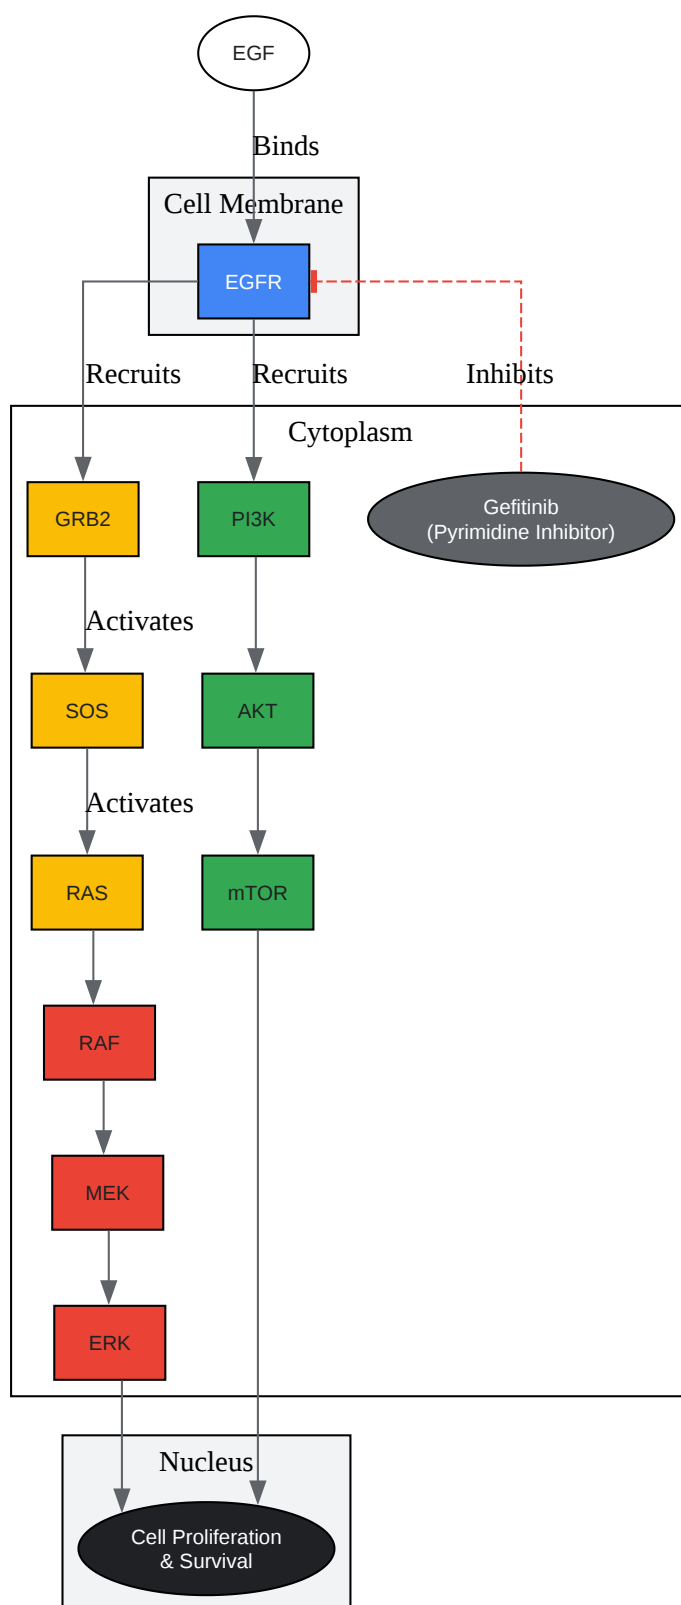 EGF
Binds
Cell Membrane
EGFR
Recruits
Recruits
Inhibits
Cytoplasm
GRB2
PI3K
Gefitinib
(Pyrimidine Inhibitor)
Activates
SOS
AKT
Activates
RAS
mTOR
RAF
MEK
ERK
Nucleus
Cell Proliferation
& Survival